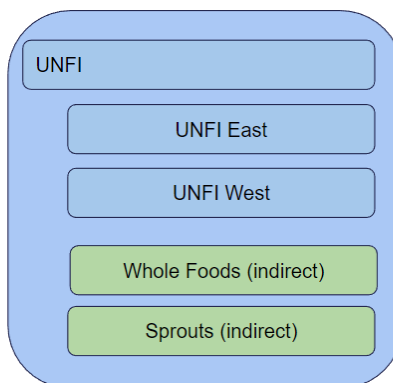 UNFI
UNFI East
UNFI West
Whole Foods (indirect)
Sprouts (indirect)